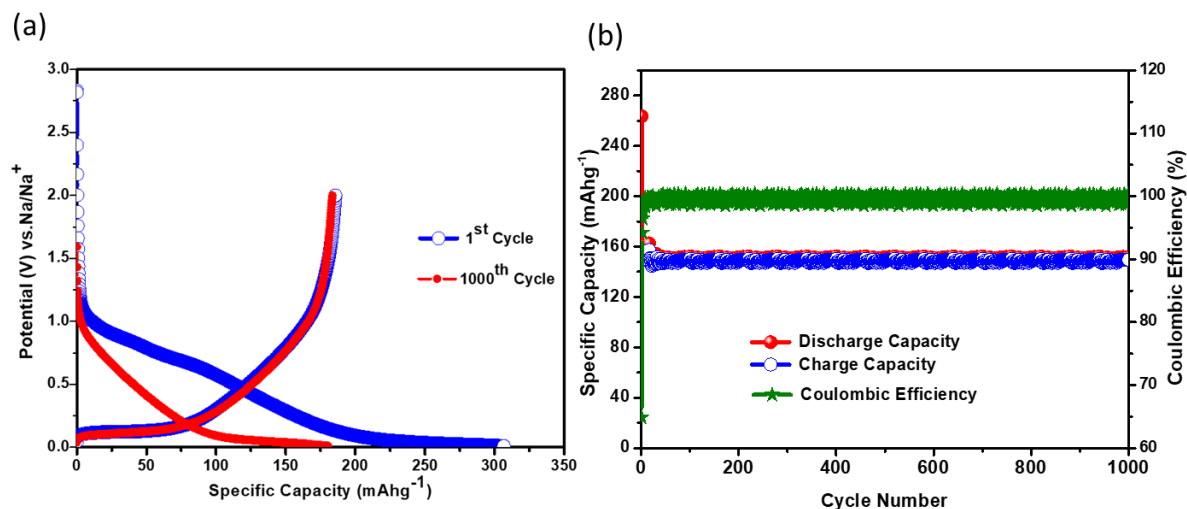 (a)
3.0
2.5
2.0
1.5
1.0
0.5
0.0
Potential (V) vs.Na/Na⁺
1ˢᵗ Cycle
1000ᵗʰ Cycle
0 50 100 150 200 250 300 350
Specific Capacity (mAhg⁻¹)
(b)
280
240
200
160
120
80
40
0
Specific Capacity (mAhg⁻¹)
Discharge Capacity
Charge Capacity
Coulombic Efficiency
120
110
100
90
80
70
60
Coulombic Efficiency (%)
0 200 400 600 800 1000
Cycle Number